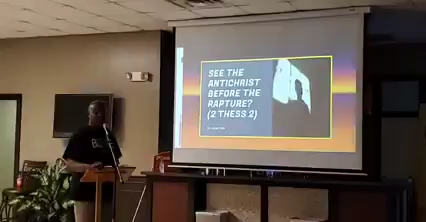 SEE THE
ANTICHRIST
BEFORE THE
RAPTURE?
(2 THESS 2)